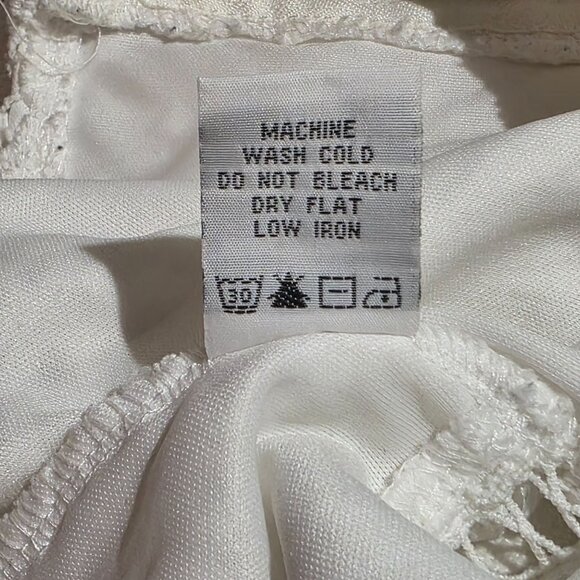 MACHINE
WASH COLD
DO NOT BLEACH
DRY FLAT
LOW IRON
30